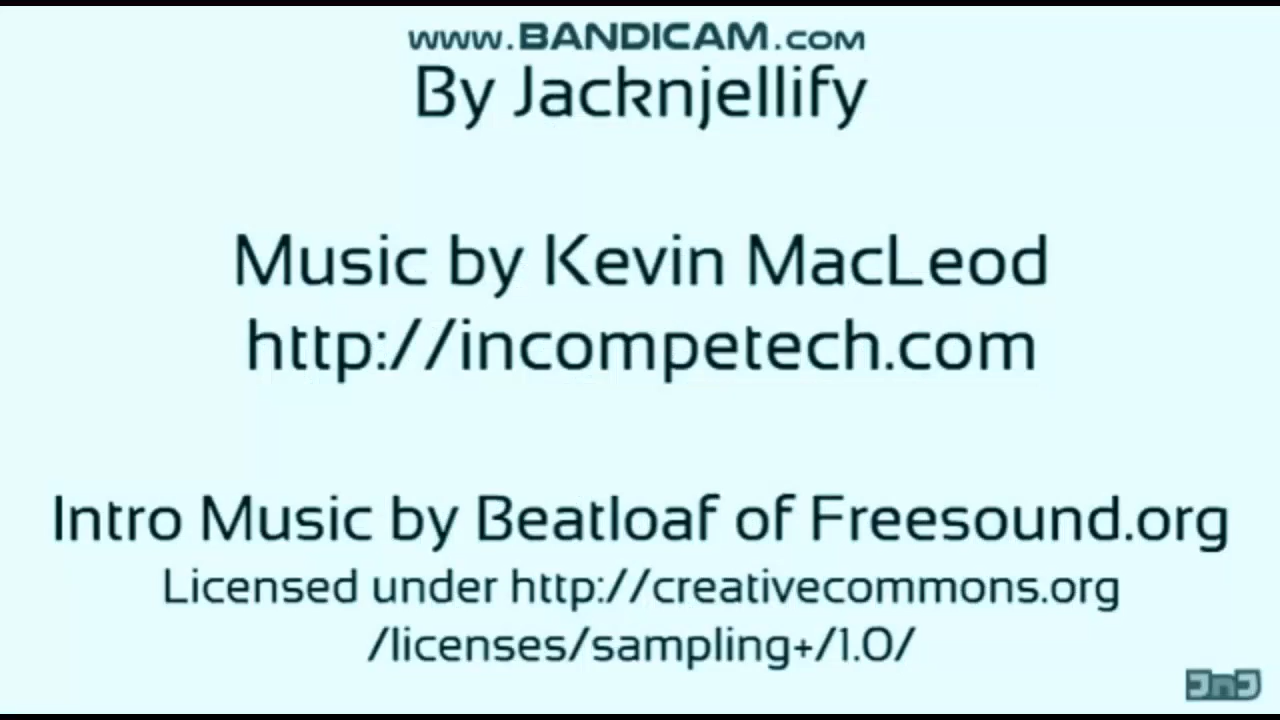 www.BANDICAM.com
By Jacknjellify
Music by Kevin MacLeod
http://incompetech.com
Intro Music by Beatloaf of Freesound.org
Licensed under http://creativecommons.org
/licenses/sampling+/1.0/
JnJ